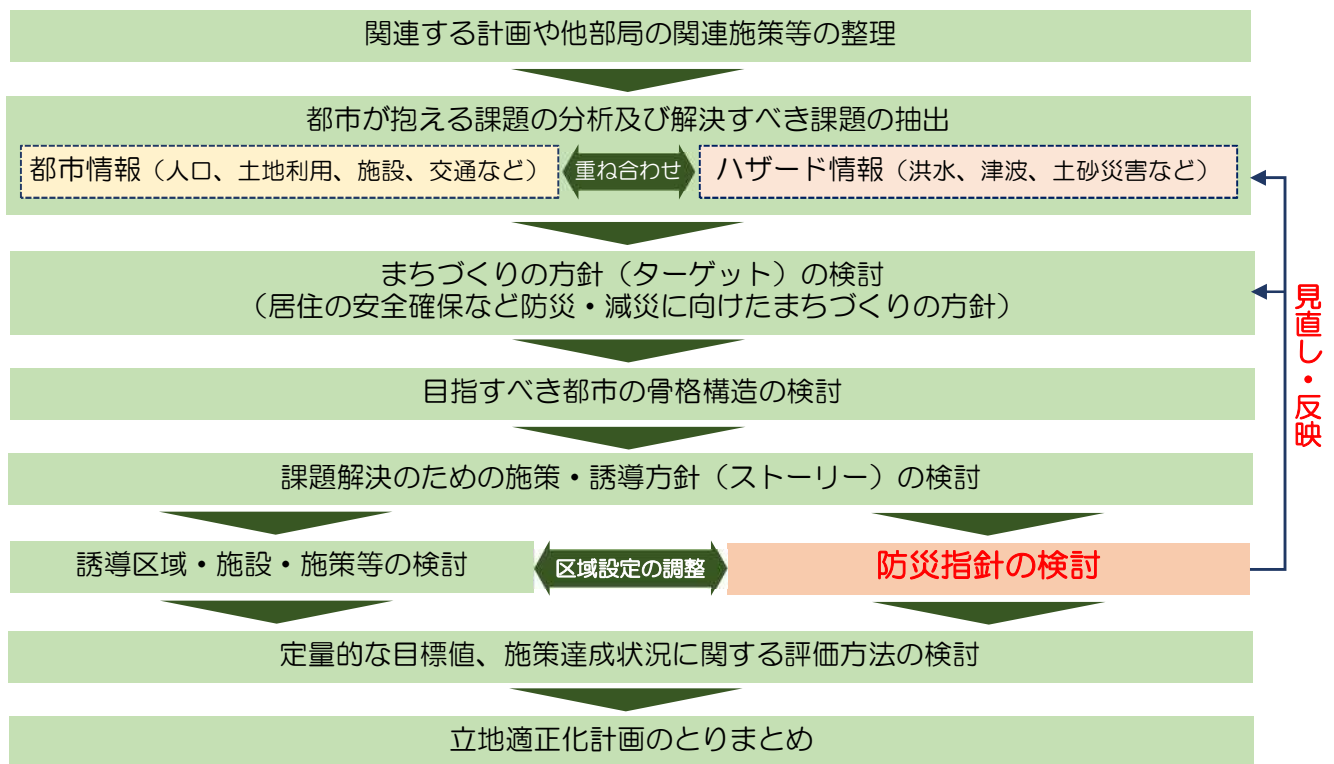 関連する計画や他部局の関連施策等の整理
都市が抱える課題の分析及び解決すべき課題の抽出
都市情報（人口、土地利用、施設、交通など）
重ね合わせ
ハザード情報（洪水、津波、土砂災害など）
まちづくりの方針（ターゲット）の検討
（居住の安全確保など防災・減災に向けたまちづくりの方針）
見直し・反映
目指すべき都市の骨格構造の検討
課題解決のための施策・誘導方針（ストーリー）の検討
誘導区域・施設・施策等の検討
区域設定の調整
防災指針の検討
定量的な目標値、施策達成状況に関する評価方法の検討
立地適正化計画のとりまとめ